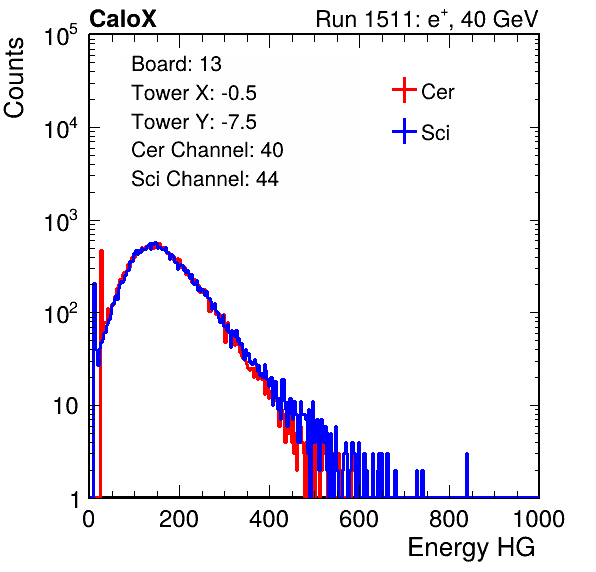 CaloX Run 1511: e⁺, 40 GeV
Counts
10⁵
10⁴
10³
10²
10
1
Board: 13
Tower X: -0.5
Tower Y: -7.5
Cer Channel: 40
Sci Channel: 44
Cer
Sci
0 200 400 600 800 1000
Energy HG